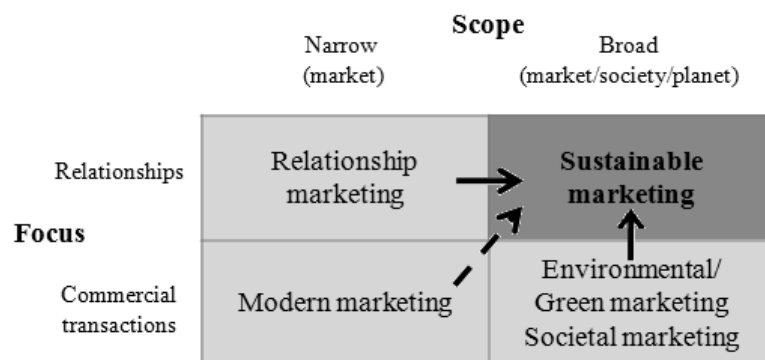 Scope
Narrow
(market)
Broad
(market/society/planet)
Relationships
Relationship
marketing
Sustainable
marketing
Focus
Commercial
transactions
Modern marketing
Environmental/
Green marketing
Societal marketing